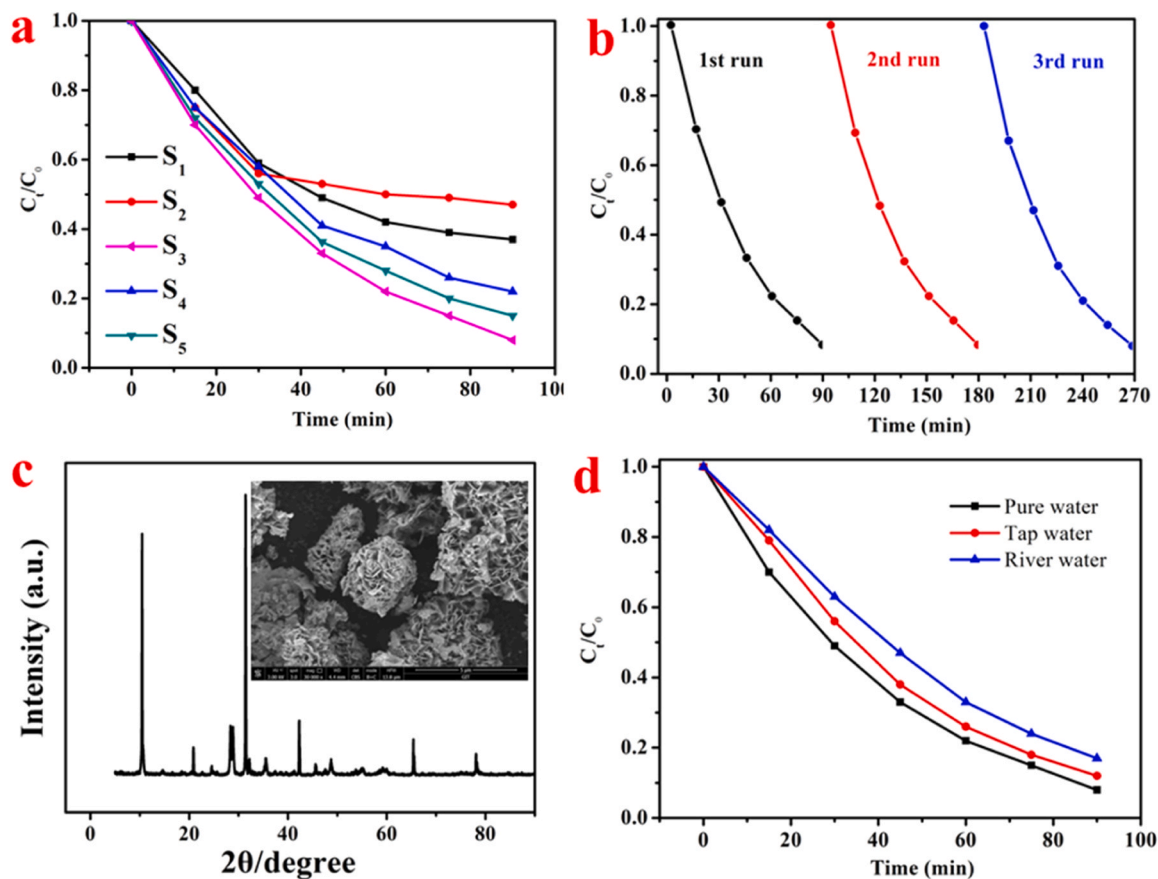 a
1.0
0.8
0.6
0.4
0.2
0.0
Ct/C0
S1
S2
S3
S4
S5
0 20 40 60 80 100
Time (min)
b
1.0
0.8
0.6
0.4
0.2
0.0
Ct/C0
1st run 2nd run 3rd run
0 30 60 90 120 150 180 210 240 270
Time (min)
c
Intensity (a.u.)
0 20 40 60 80
2θ/degree
d
1.0
0.8
0.6
0.4
0.2
0.0
Ct/C0
Pure water
Tap water
River water
0 20 40 60 80 100
Time (min)